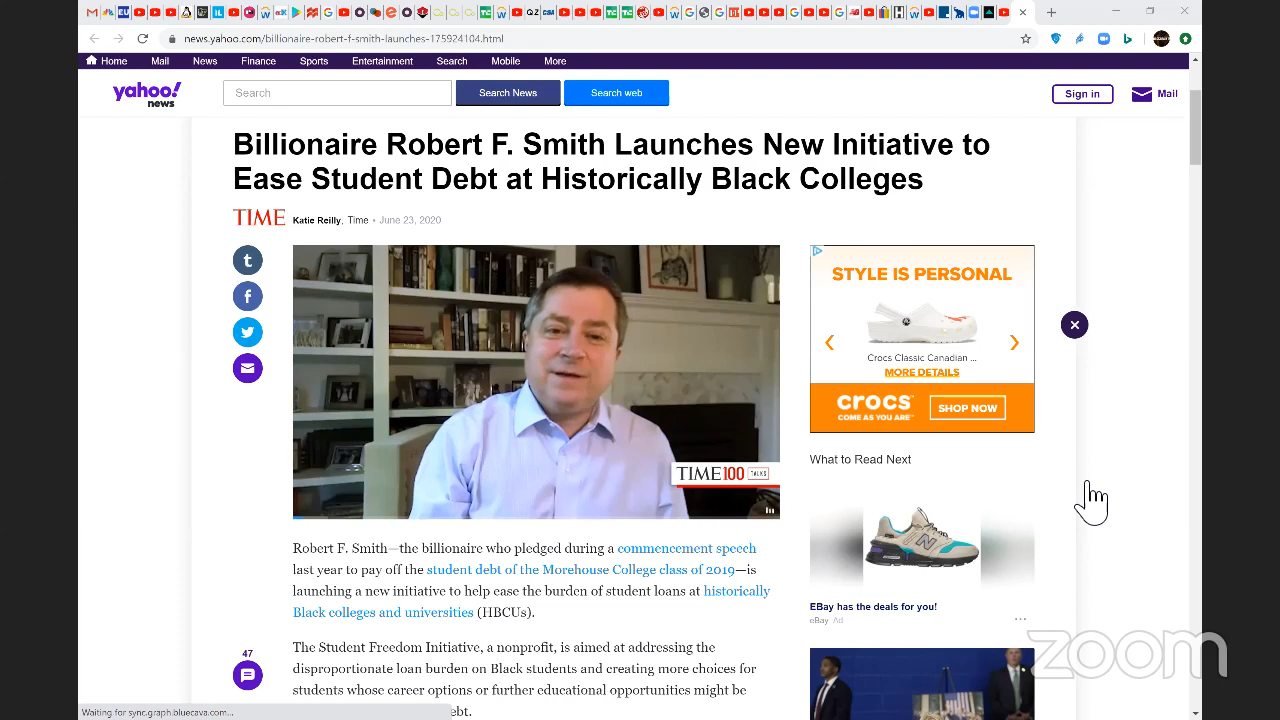 news.yahoo.com/billionaire-robert-f-smith-launches-175924104.html
Home Mail News Finance Sports Entertainment Search Mobile More
yahoo!
news
Search
Search News
Search web
Sign in
Mail
Billionaire Robert F. Smith Launches New Initiative to
Ease Student Debt at Historically Black Colleges
TIME Katie Reilly, Time • June 23, 2020
STYLE IS PERSONAL
Crocs Classic Canadian ...
MORE DETAILS
crocs
COME AS YOU ARE
SHOP NOW
TIME100 TALKS
What to Read Next
Robert F. Smith—the billionaire who pledged during a commencement speech
last year to pay off the student debt of the Morehouse College class of 2019—is
launching a new initiative to help ease the burden of student loans at historically
Black colleges and universities (HBCUs).
EBay has the deals for you!
eBay Ad
The Student Freedom Initiative, a nonprofit, is aimed at addressing the
disproportionate loan burden on Black students and creating more choices for
students whose career options or further educational opportunities might be
ebt.
47
zoom
Waiting for sync.graph.bluecava.com...